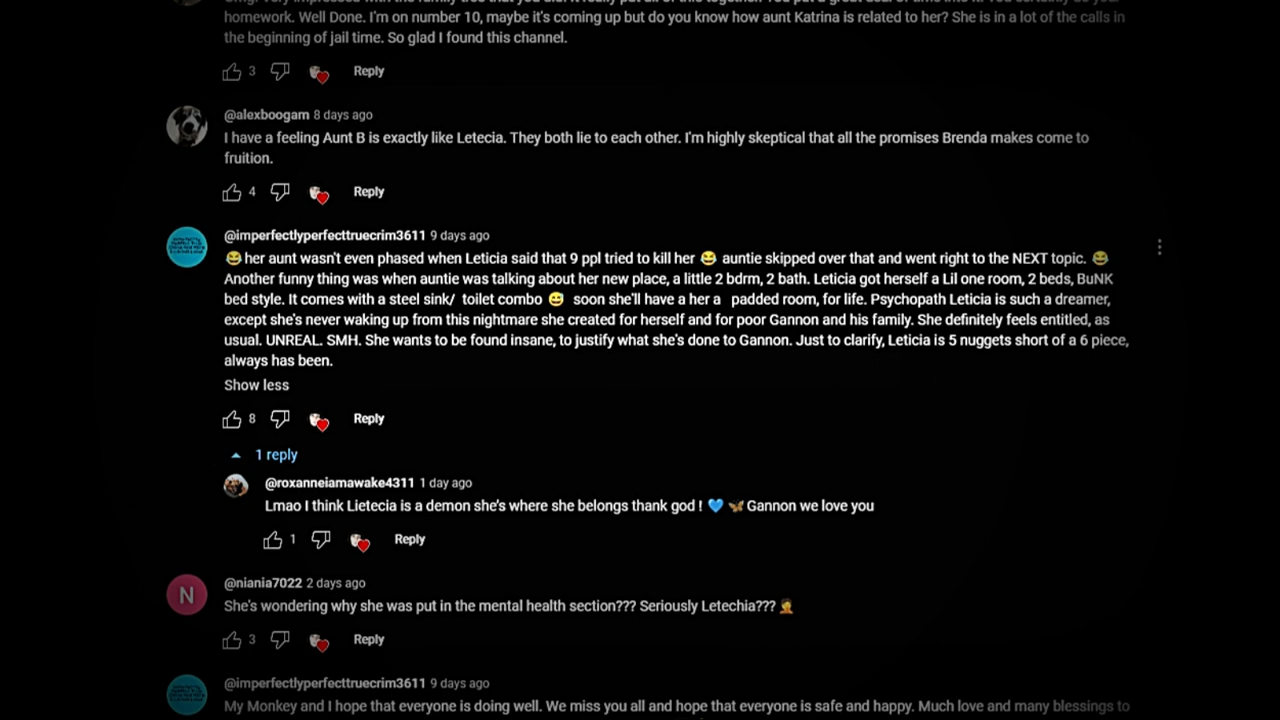 homework. Well Done. I'm on number 10, maybe it's coming up but do you know how aunt Katrina is related to her? She is in a lot of the calls in
the beginning of jail time. So glad I found this channel.
3 Reply
@alexboogam 8 days ago
I have a feeling Aunt B is exactly like Letecia. They both lie to each other. I'm highly skeptical that all the promises Brenda makes come to
fruition.
4 Reply
@imperfectlyperfecttruecrim3611 9 days ago
😂her aunt wasn't even phased when Leticia said that 9 ppl tried to kill her 😂 auntie skipped over that and went right to the NEXT topic. 😂
Another funny thing was when auntie was talking about her new place, a little 2 bdrm, 2 bath. Leticia got herself a Lil one room, 2 beds, BuNK
bed style. It comes with a steel sink/ toilet combo 😅 soon she'll have a her a padded room, for life. Psychopath Leticia is such a dreamer,
except she's never waking up from this nightmare she created for herself and for poor Gannon and his family. She definitely feels entitled, as
usual. UNREAL. SMH. She wants to be found insane, to justify what she's done to Gannon. Just to clarify, Leticia is 5 nuggets short of a 6 piece,
always has been.
Show less
8 Reply
1 reply
@roxanneiamawake4311 1 day ago
Lmao I think Lietecia is a demon she's where she belongs thank god ! 💙 🦋 Gannon we love you
1 Reply
N
@niania7022 2 days ago
She's wondering why she was put in the mental health section??? Seriously Letechia??? 🤦
3 Reply
@imperfectlyperfecttruecrim3611 9 days ago
My Monkey and I hope that everyone is doing well. We miss you all and hope that everyone is safe and happy. Much love and many blessings to